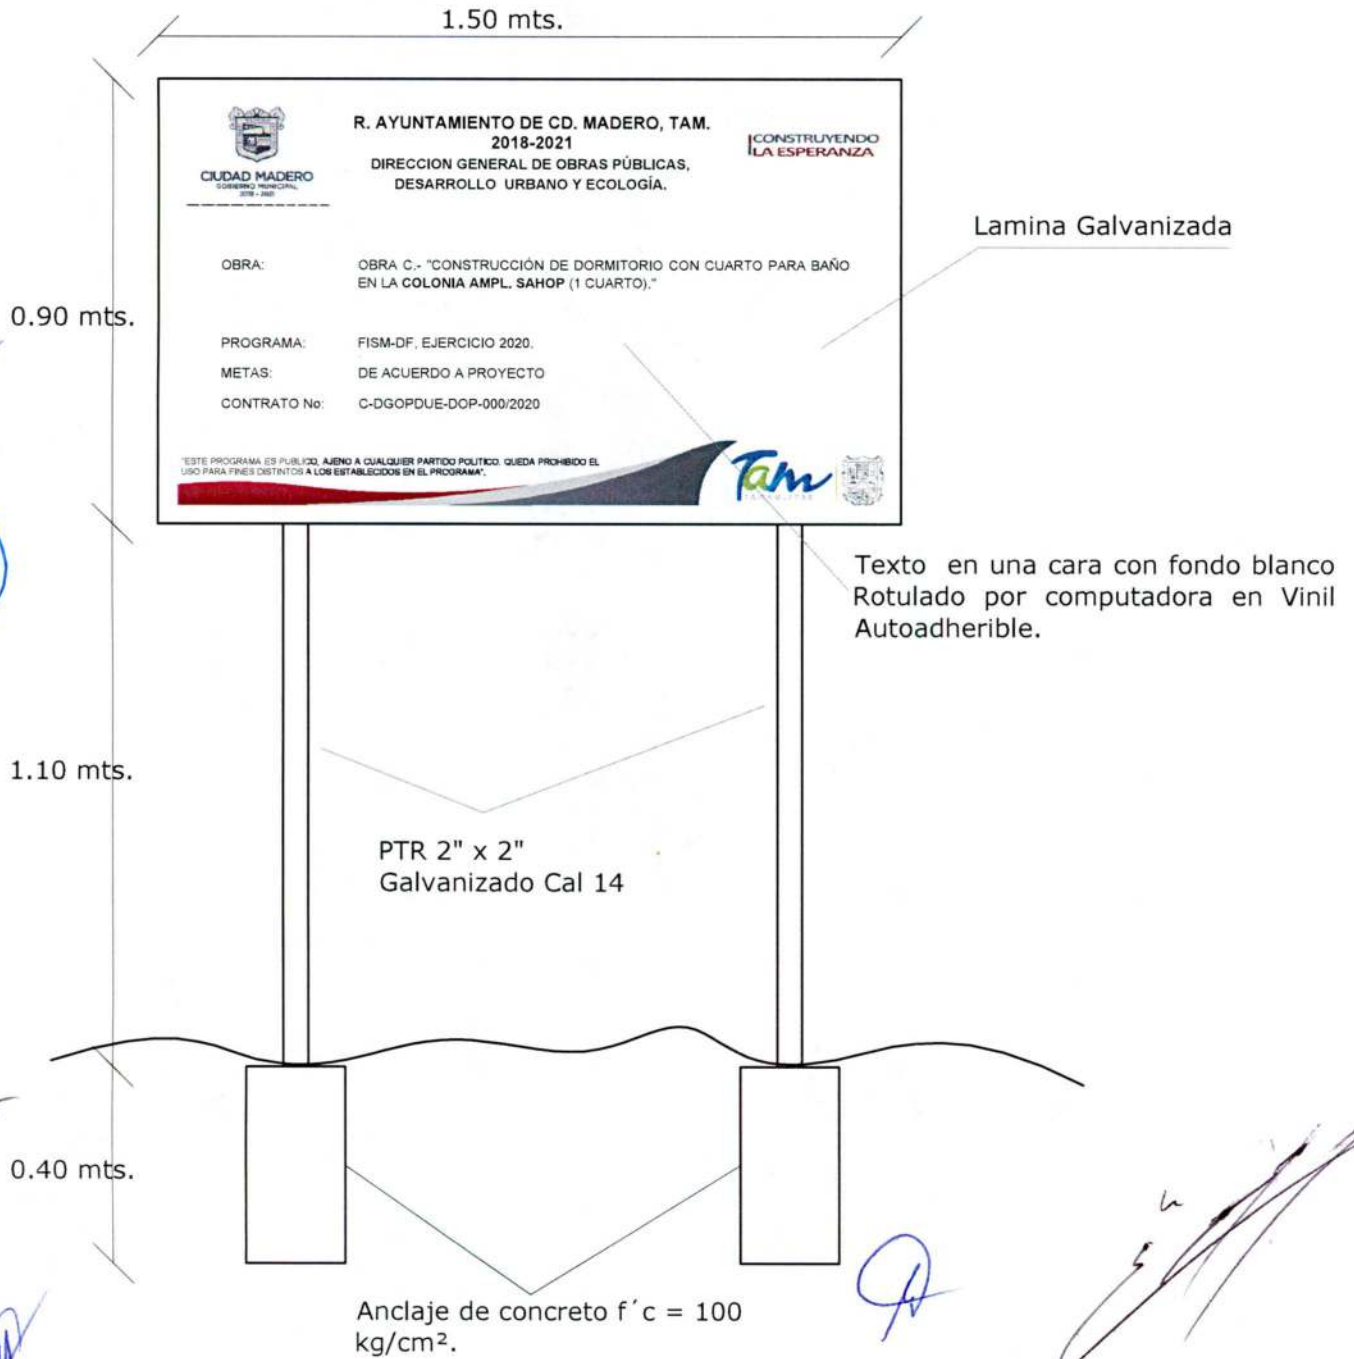 1.50 mts.
CIUDAD MADERO
GOBIERNO MUNICIPAL
2018 - 2021
R. AYUNTAMIENTO DE CD. MADERO, TAM.
2018-2021
DIRECCION GENERAL DE OBRAS PÚBLICAS,
DESARROLLO URBANO Y ECOLOGÍA.
CONSTRUYENDO
LA ESPERANZA
Lamina Galvanizada
OBRA: OBRA C.- "CONSTRUCCIÓN DE DORMITORIO CON CUARTO PARA BAÑO
EN LA COLONIA AMPL. SAHOP (1 CUARTO)."
0.90 mts.
PROGRAMA: FISM-DF, EJERCICIO 2020.
METAS: DE ACUERDO A PROYECTO
CONTRATO No: C-DGOPDUE-DOP-000/2020
"ESTE PROGRAMA ES PUBLICO, AJENO A CUALQUIER PARTIDO POLITICO. QUEDA PROHIBIDO EL
USO PARA FINES DISTINTOS A LOS ESTABLECIDOS EN EL PROGRAMA".
Tam
TAMAULIPAS
Texto en una cara con fondo blanco
Rotulado por computadora en Vinil
Autoadherible.
1.10 mts.
PTR 2" x 2"
Galvanizado Cal 14
0.40 mts.
Anclaje de concreto f´c = 100
kg/cm².